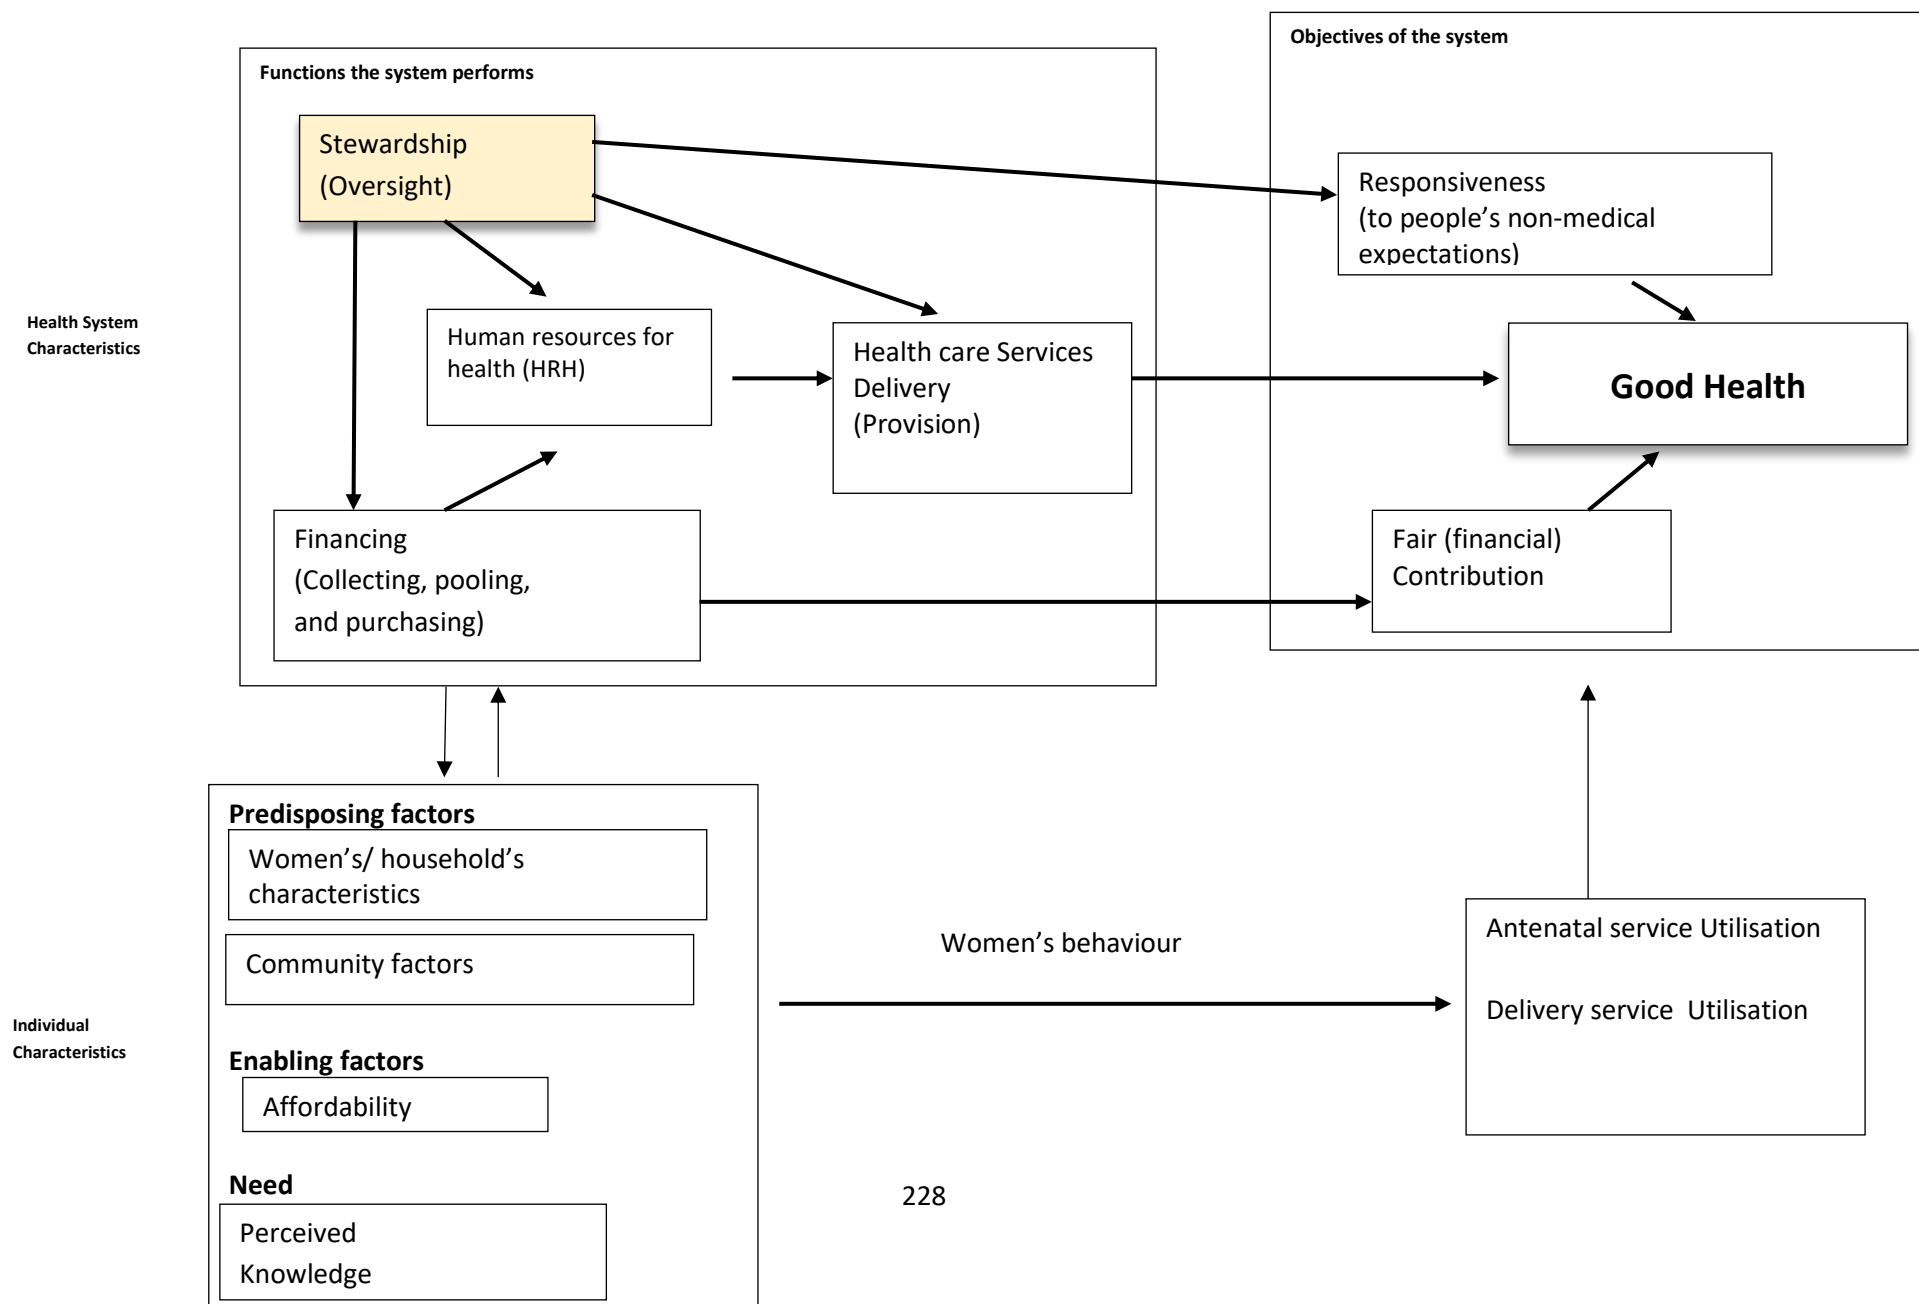 Objectives of the system
Functions the system performs
Stewardship
(Oversight)
Responsiveness
(to people’s non-medical
expectations)
Health System
Characteristics
Human resources for
health (HRH)
Health care Services
Delivery
(Provision)
Good Health
Financing
(Collecting, pooling,
and purchasing)
Fair (financial)
Contribution
Predisposing factors
Women’s/ household’s
characteristics
Community factors
Women’s behaviour
Antenatal service Utilisation
Delivery service  Utilisation
Individual
Characteristics
Enabling factors
Affordability
Need
Perceived
Knowledge
228